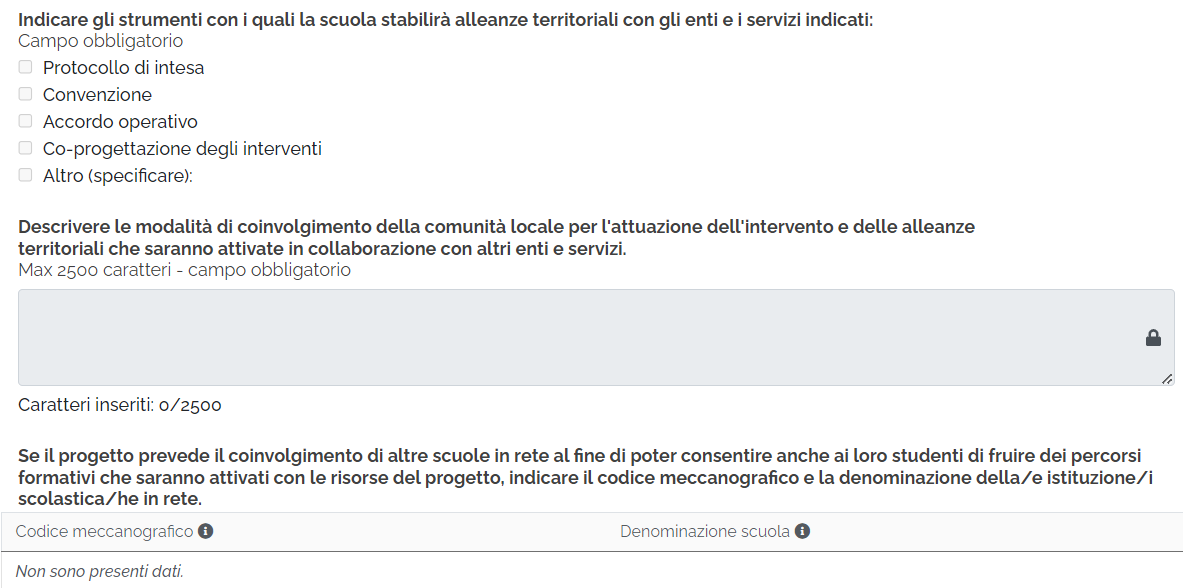 Indicare gli strumenti con i quali la scuola stabilirà alleanze territoriali con gli enti e i servizi indicati:
Campo obbligatorio
Protocollo di intesa
Convenzione
Accordo operativo
Co-progettazione degli interventi
Altro (specificare):
Descrivere le modalità di coinvolgimento della comunità locale per l'attuazione dell'intervento e delle alleanze
territoriali che saranno attivate in collaborazione con altri enti e servizi.
Max 2500 caratteri - campo obbligatorio
Caratteri inseriti: 0/2500
Se il progetto prevede il coinvolgimento di altre scuole in rete al fine di poter consentire anche ai loro studenti di fruire dei percorsi
formativi che saranno attivati con le risorse del progetto, indicare il codice meccanografico e la denominazione della/e istituzione/i
scolastica/he in rete.
Codice meccanografico Denominazione scuola
Non sono presenti dati.